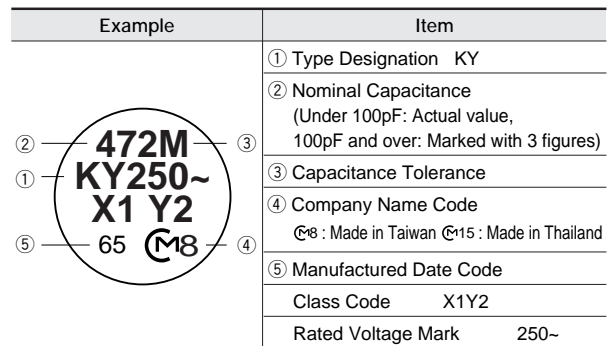 Example Item
① Type Designation KY
② Nominal Capacitance
(Under 100pF: Actual value,
100pF and over: Marked with 3 figures)
③ Capacitance Tolerance
④ Company Name Code
M8 : Made in Taiwan M15 : Made in Thailand
⑤ Manufactured Date Code
Class Code X1Y2
Rated Voltage Mark 250~
② 472M ③
① KY250~
X1 Y2
⑤ 65 M8 ④